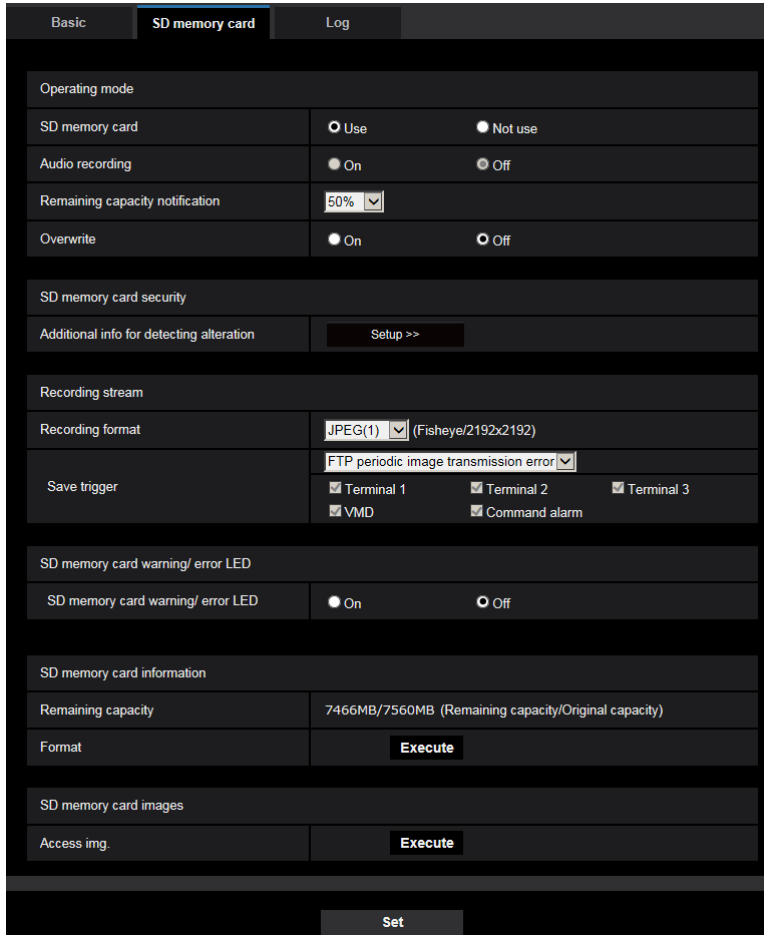 Basic SD memory card Log
Operating mode
SD memory card Use Not use
Audio recording On Off
Remaining capacity notification 50%
Overwrite On Off
SD memory card security
Additional info for detecting alteration Setup >>
Recording stream
Recording format JPEG(1) (Fisheye/2192x2192)
FTP periodic image transmission error
Save trigger Terminal 1 Terminal 2 Terminal 3
VMD Command alarm
SD memory card warning/ error LED
SD memory card warning/ error LED On Off
SD memory card information
Remaining capacity 7466MB/7560MB (Remaining capacity/Original capacity)
Format Execute
SD memory card images
Access img. Execute
Set